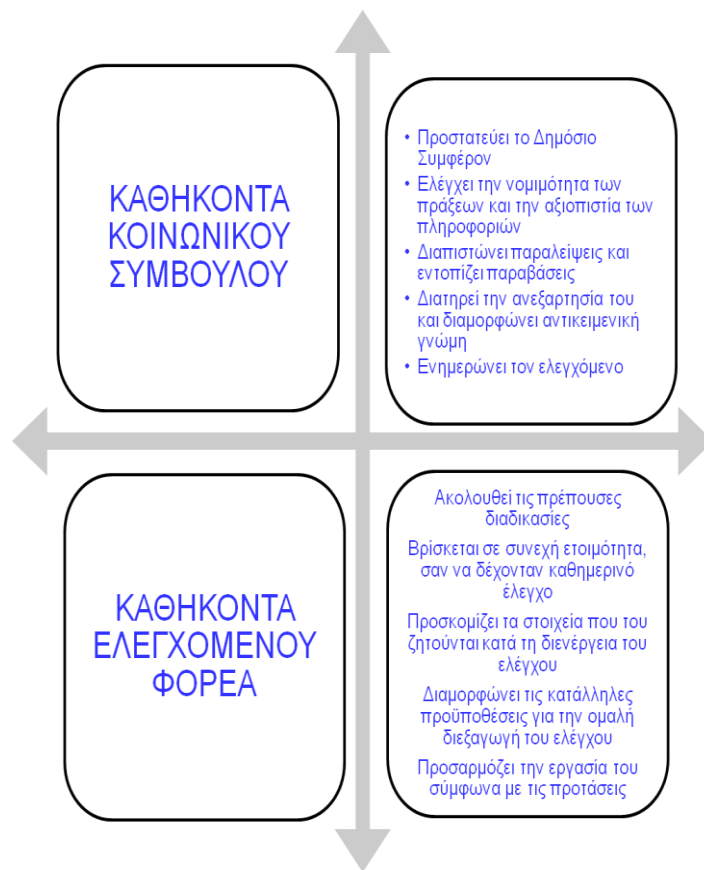 ΚΑΘΗΚΟΝΤΑ
ΚΟΙΝΩΝΙΚΟΥ
ΣΥΜΒΟΥΛΟΥ
• Προστατεύει το Δημόσιο
Συμφέρον
• Ελέγχει την νομιμότητα των
πράξεων και την αξιοπιστία των
πληροφοριών
• Διαπιστώνει παραλείψεις και
εντοπίζει παραβάσεις
• Διατηρεί την ανεξαρτησία του
και διαμορφώνει αντικειμενική
γνώμη
• Ενημερώνει τον ελεγχόμενο
ΚΑΘΗΚΟΝΤΑ
ΕΛΕΓΧΟΜΕΝΟΥ
ΦΟΡΕΑ
Ακολουθεί τις πρέπουσες
διαδικασίες
Βρίσκεται σε συνεχή ετοιμότητα,
σαν να δέχονταν καθημερινό
έλεγχο
Προσκομίζει τα στοιχεία που του
ζητούνται κατά τη διενέργεια του
ελέγχου
Διαμορφώνει τις κατάλληλες
προϋποθέσεις για την ομαλή
διεξαγωγή του ελέγχου
Προσαρμόζει την εργασία του
σύμφωνα με τις προτάσεις